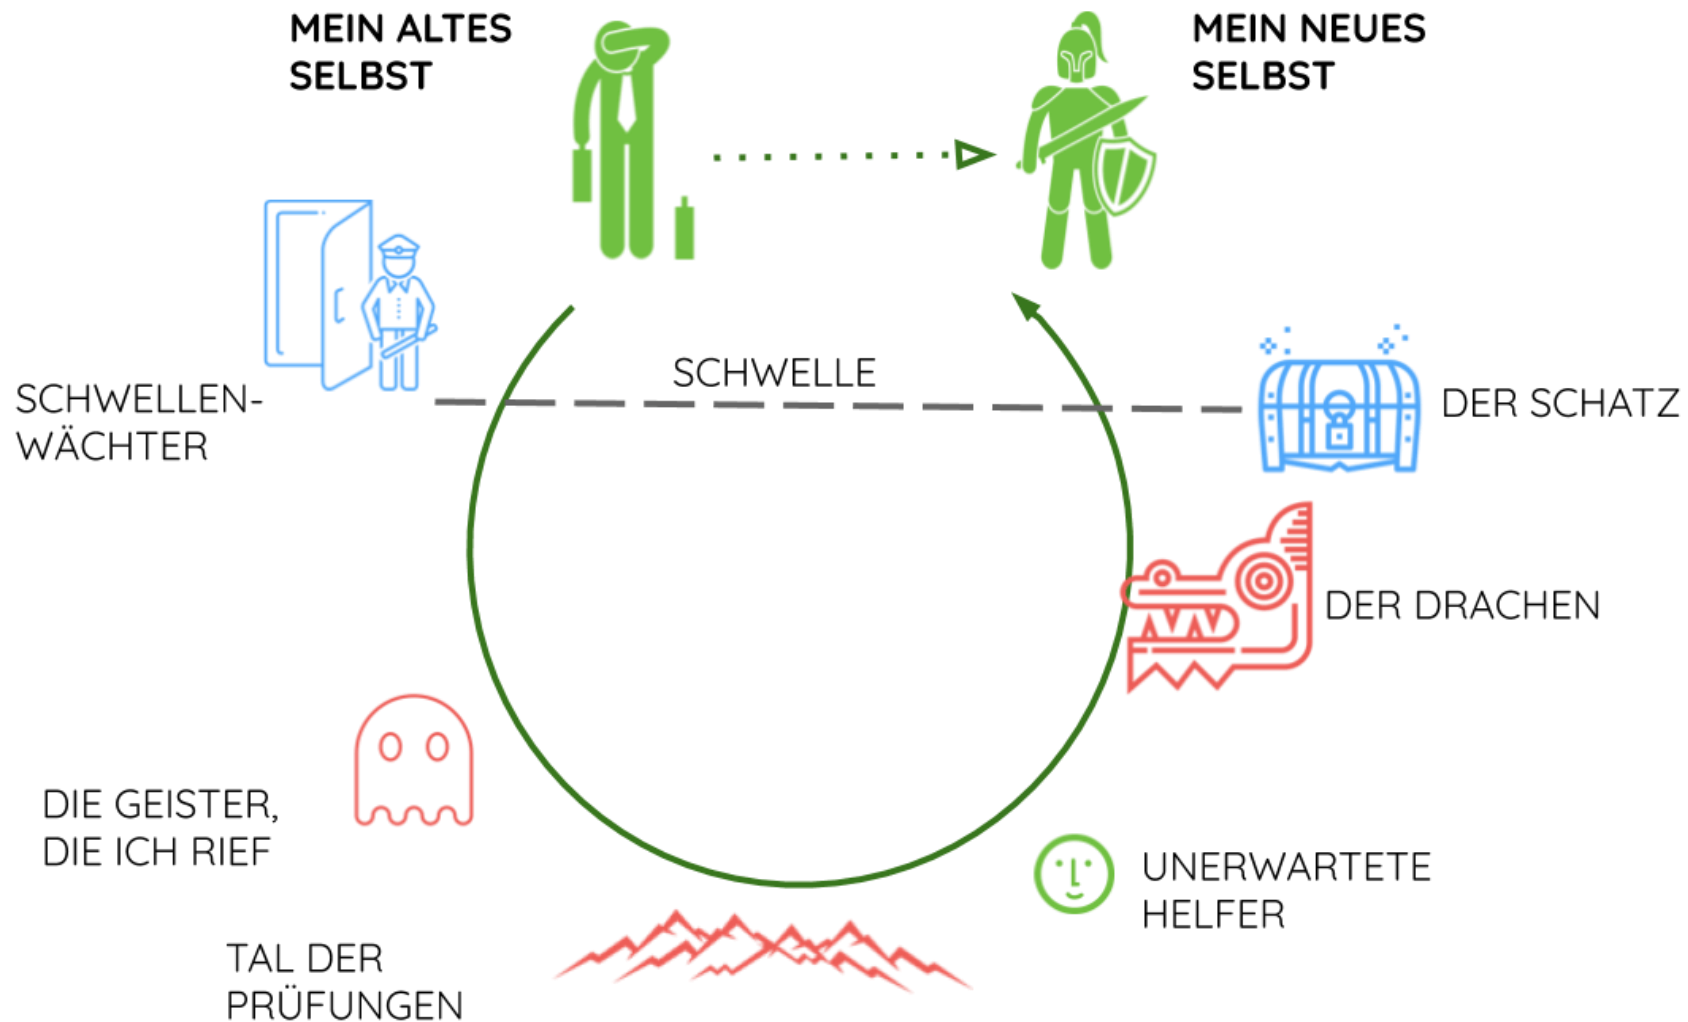 MEIN ALTES
SELBST
MEIN NEUES
SELBST
SCHWELLE
SCHWELLEN-
WÄCHTER
DER SCHATZ
DER DRACHEN
DIE GEISTER,
DIE ICH RIEF
UNERWARTETE
HELFER
TAL DER
PRÜFUNGEN